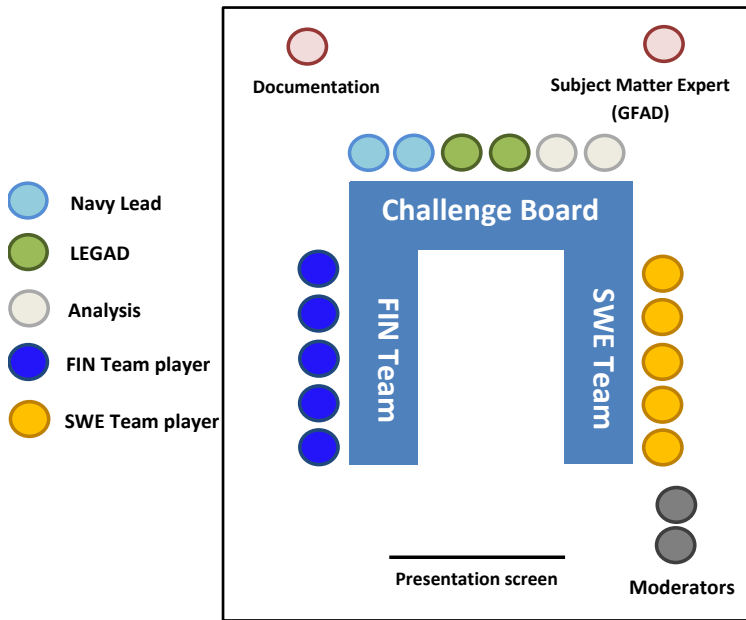 Documentation
Subject Matter Expert
(GFAD)
Navy Lead
LEGAD
Analysis
FIN Team player
SWE Team player
Challenge Board
FIN Team
SWE Team
Presentation screen
Moderators